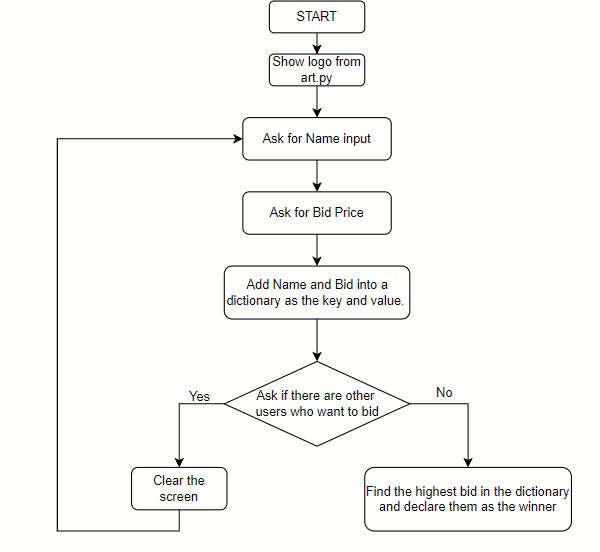 START
Show logo from
art.py
Ask for Name input
Ask for Bid Price
Add Name and Bid into a
dictionary as the key and value.
Ask if there are other
users who want to bid
Yes
No
Clear the
screen
Find the highest bid in the dictionary
and declare them as the winner